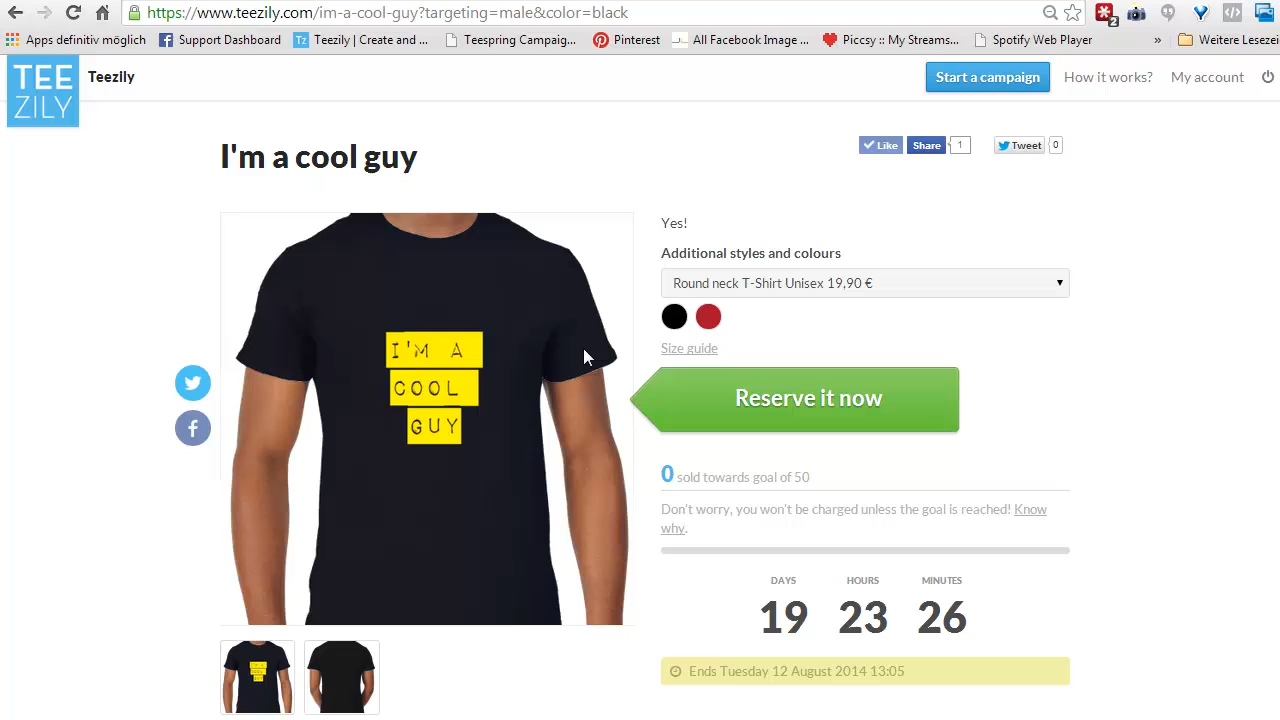 https://www.teezily.com/im-a-cool-guy?targeting=male&color=black
2
Apps definitiv möglich
Support Dashboard
Tz Teezily | Create and ...
Teespring Campaig...
Pinterest
All Facebook Image ...
Piccsy :: My Streams...
Spotify Web Player
»
Weitere Lesezei
TEE
ZILY
Teezily
Start a campaign
How it works?
My account
I'm a cool guy
Like
Share
1
Tweet
0
I'M A
COOL
GUY
Yes!
Additional styles and colours
Round neck T-Shirt Unisex 19,90 €
Size guide
Reserve it now
0 sold towards goal of 50
Don't worry, you won't be charged unless the goal is reached! Know
why.
DAYS HOURS MINUTES
19 23 26
Ends Tuesday 12 August 2014 13:05
I'M A
COOL
GUY